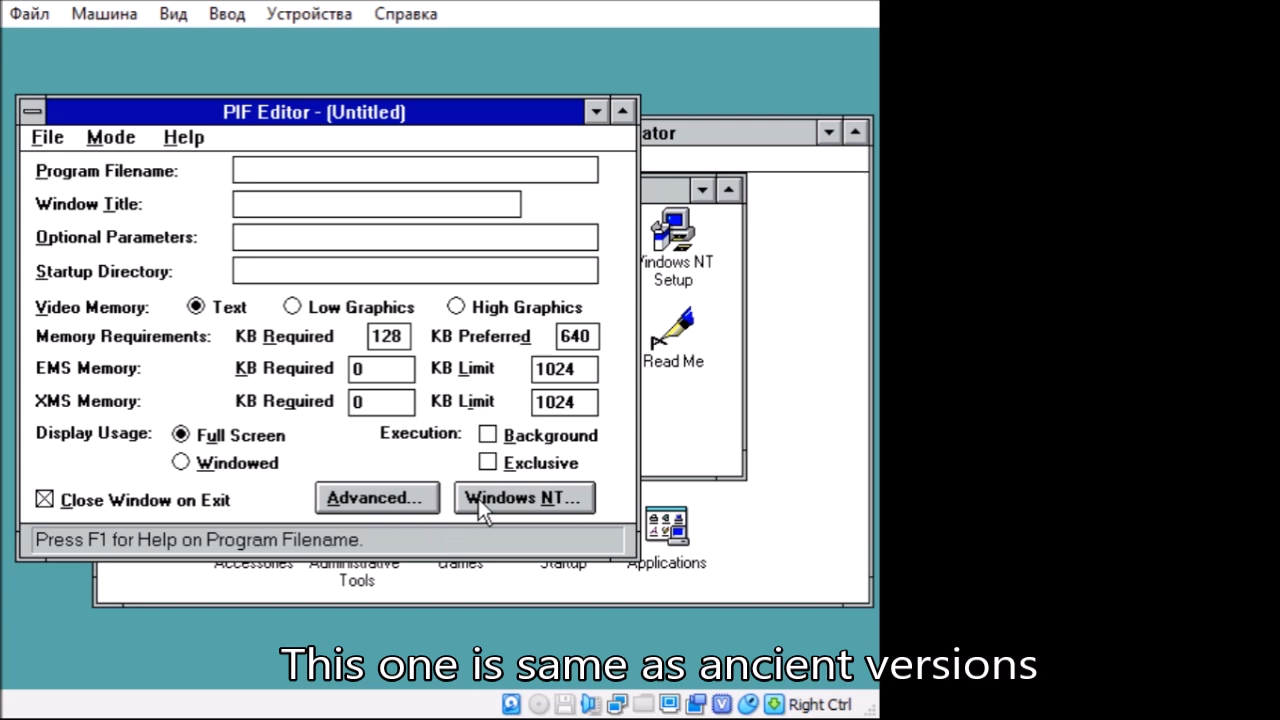 Файл Машина Вид Ввод Устройства Справка
PIF Editor - (Untitled)
ator
File Mode Help
Program Filename:
Window Title:
Optional Parameters:
Startup Directory:
Video Memory: Text Low Graphics High Graphics
Memory Requirements: KB Required 128 KB Preferred 640
EMS Memory: KB Required 0 KB Limit 1024
XMS Memory: KB Required 0 KB Limit 1024
Display Usage: Full Screen Execution: Background
Windowed Exclusive
Close Window on Exit Advanced... Windows NT...
Press F1 for Help on Program Filename.
indows NT
Setup
Read Me
Accessories Administrative Games Startup Applications
Tools
This one is same as ancient versions
Right Ctrl